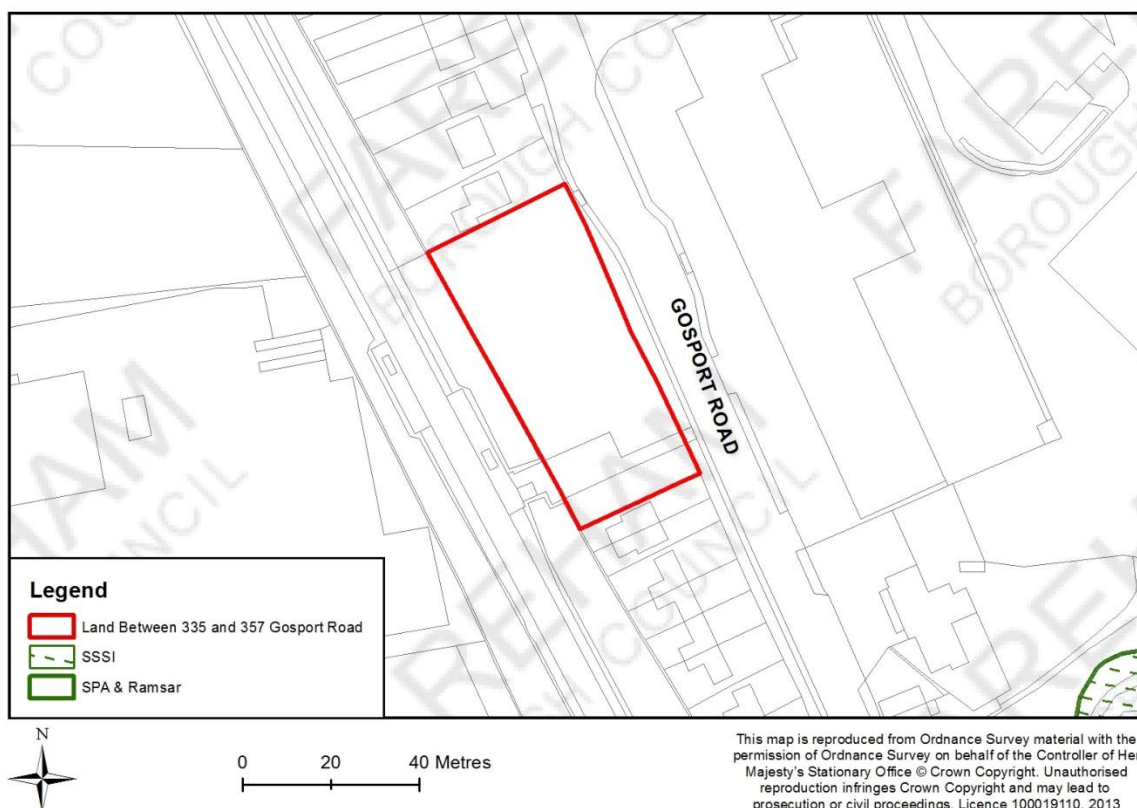 FAREHAM
BOROUGH COUNCIL
GOSPORT ROAD
Legend
Land Between 335 and 357 Gosport Road
SSSI
SPA & Ramsar
N
0 20 40 Metres
This map is reproduced from Ordnance Survey material with the
permission of Ordnance Survey on behalf of the Controller of Her
Majesty's Stationary Office © Crown Copyright. Unauthorised
reproduction infringes Crown Copyright and may lead to
prosecution or civil proceedings. Licence 100019110. 2013